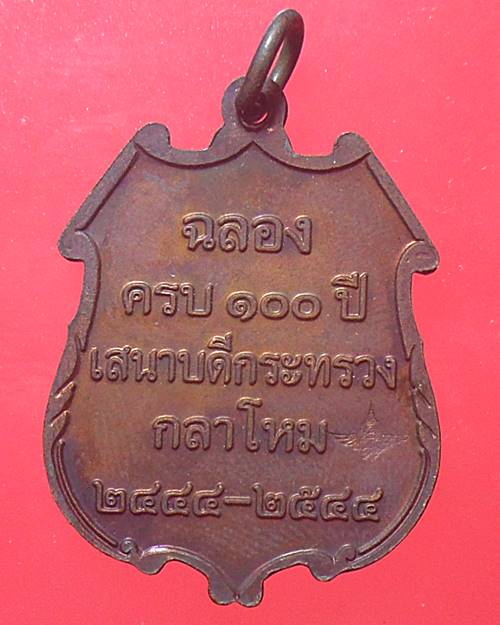 ฉลอง
ครบ ๑๐๐ ปี
เสนาบดีกระทรวง
กลาโหม
๒๔๔๔-๒๕๔๔